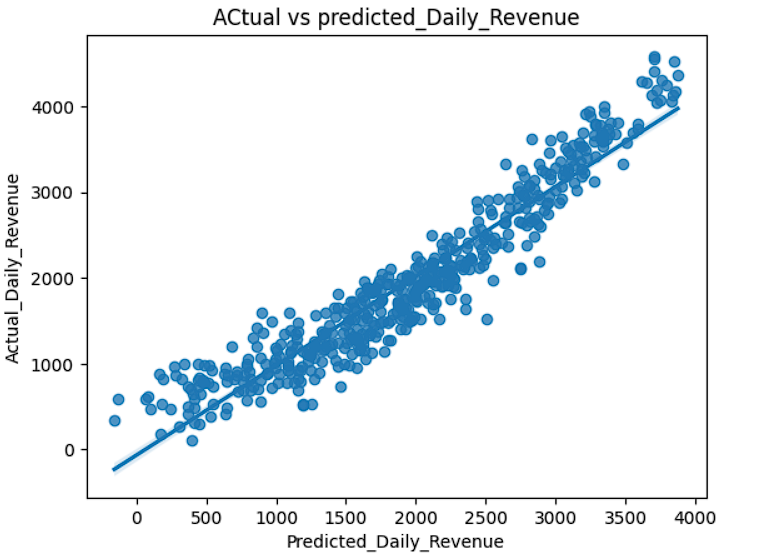 ACtual vs predicted_Daily_Revenue
Actual_Daily_Revenue
4000
3000
2000
1000
0
0 500 1000 1500 2000 2500 3000 3500 4000
Predicted_Daily_Revenue